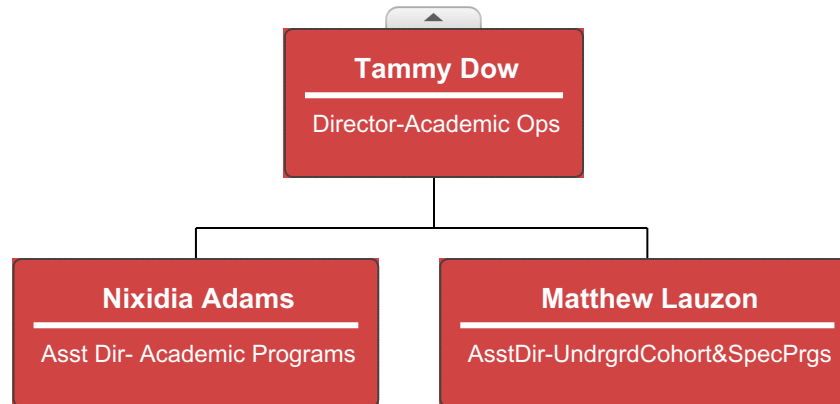 Tammy Dow
Director-Academic Ops
Nixidia Adams
Asst Dir- Academic Programs
Matthew Lauzon
AsstDir-UndrgrdCohort&SpecPrgs